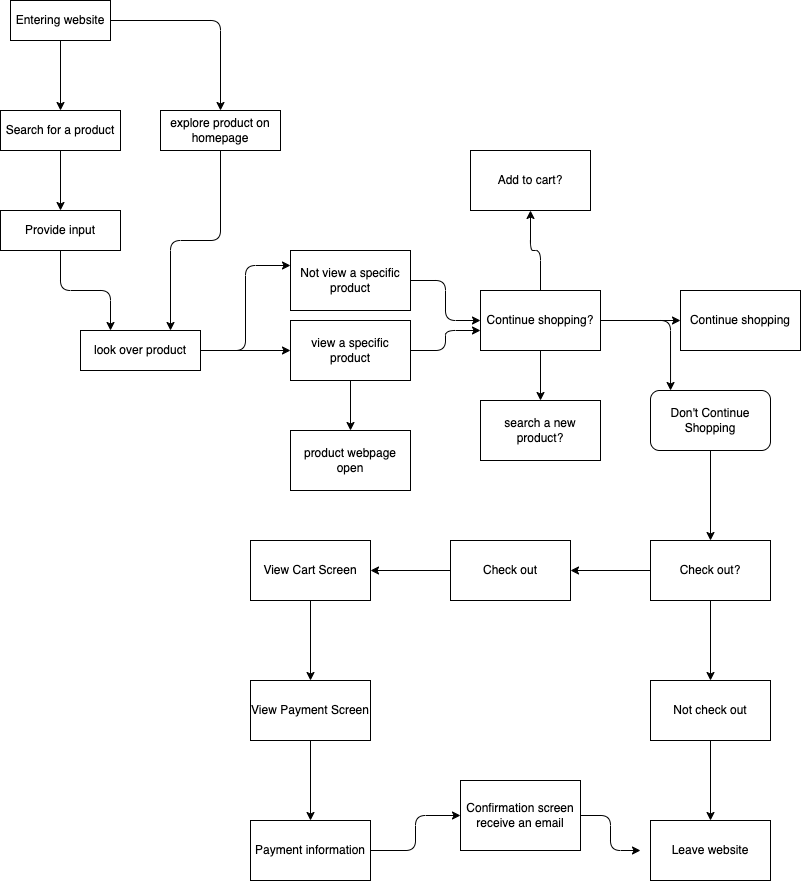 Entering website
Search for a product
explore product on
homepage
Add to cart?
Provide input
Not view a specific
product
Continue shopping?
Continue shopping
look over product
view a specific
product
Don't Continue
Shopping
search a new
product?
product webpage
open
View Cart Screen
Check out
Check out?
View Payment Screen
Not check out
Confirmation screen
receive an email
Payment information
Leave website